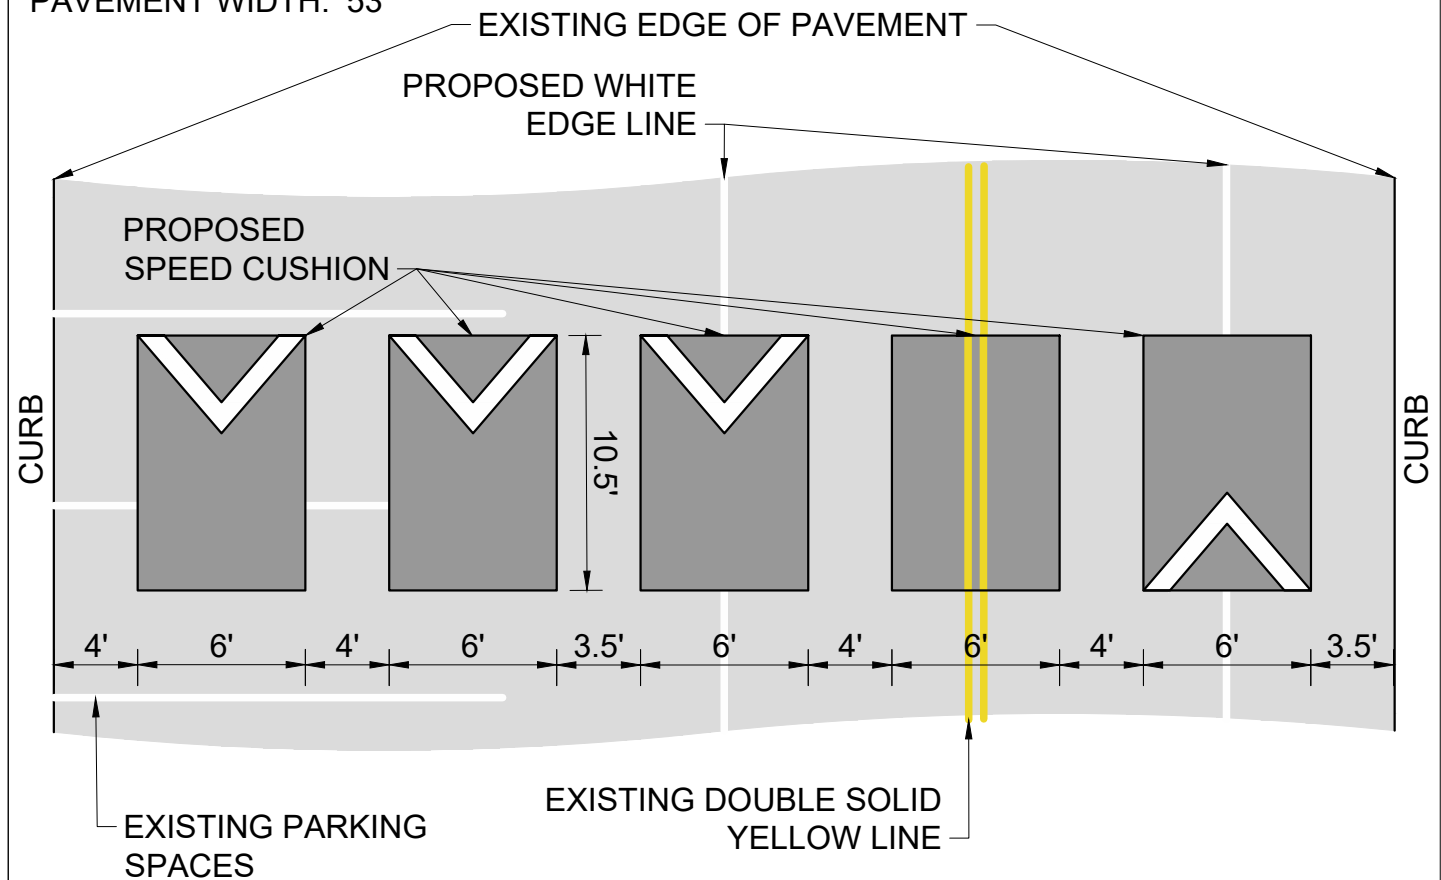 PAVEMENT WIDTH: 53'
EXISTING EDGE OF PAVEMENT
PROPOSED WHITE
EDGE LINE
PROPOSED
SPEED CUSHION
CURB
CURB
10.5'
4' 6' 4' 6' 3.5' 6' 4' 6' 4' 6' 3.5'
EXISTING DOUBLE SOLID
YELLOW LINE
EXISTING PARKING
SPACES